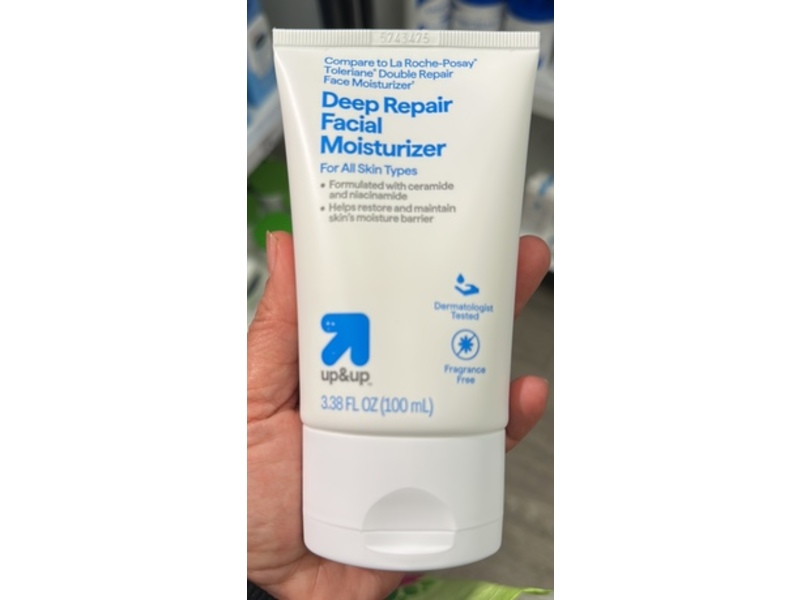 5743475
Compare to La Roche-Posay*
Toleriane* Double Repair
Face Moisturizer*
Deep Repair
Facial
Moisturizer
For All Skin Types
• Formulated with ceramide
and niacinamide
• Helps restore and maintain
skin's moisture barrier
Dermatologist
Tested
Fragrance
Free
up&up™
3.38 FL OZ (100 mL)